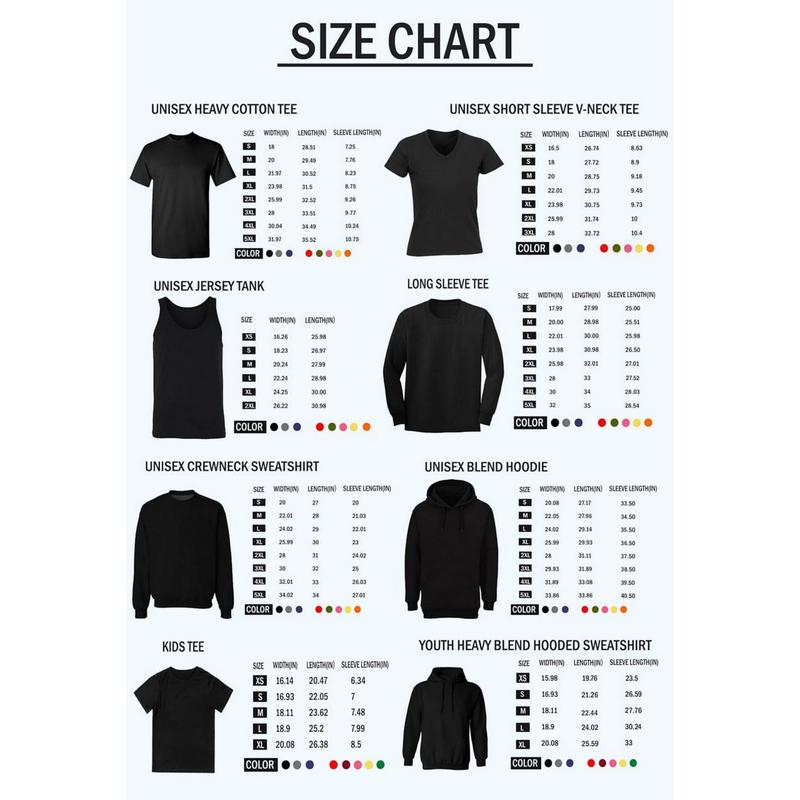 SIZE CHART
UNISEX HEAVY COTTON TEE
SIZE WIDTH(IN) LENGTH(IN) SLEEVE LENGTH(IN)
S 18 28.51 7.25
M 20 29.49 7.76
L 21.97 30.52 8.23
XL 23.98 31.5 8.75
2XL 25.99 32.52 9.26
3XL 28 33.51 9.77
4XL 30.04 34.49 10.24
5XL 31.97 35.52 10.75
COLOR
UNISEX SHORT SLEEVE V-NECK TEE
SIZE WIDTH(IN) LENGTH(IN) SLEEVE LENGTH(IN)
XS 16.5 26.74 8.63
S 18 27.72 8.9
M 20 28.75 9.18
L 22.01 29.73 9.45
XL 23.98 30.75 9.73
2XL 25.99 31.74 10
3XL 28 32.72 10.4
COLOR
UNISEX JERSEY TANK
SIZE WIDTH(IN) LENGTH(IN)
XS 16.26 25.98
S 18.23 26.97
M 20.24 27.99
L 22.24 28.98
XL 24.25 30.00
2XL 26.22 30.98
COLOR
LONG SLEEVE TEE
SIZE WIDTH(IN) LENGTH(IN) SLEEVE LENGTH(IN)
S 17.99 27.99 25.00
M 20.00 28.98 25.51
L 22.01 30.00 25.98
XL 23.98 30.98 26.50
2XL 25.98 32.01 27.01
3XL 28 33 27.52
4XL 30 34 28.03
5XL 32 35 28.54
COLOR
UNISEX CREWNECK SWEATSHIRT
SIZE WIDTH(IN) LENGTH(IN) SLEEVE LENGTH(IN)
S 20 27 20
M 22.01 28 21.03
L 24.02 29 22.01
XL 25.99 30 23
2XL 28 31 24.02
3XL 30 32 25
4XL 32.01 33 26.03
5XL 34.02 34 27.01
COLOR
UNISEX BLEND HOODIE
SIZE WIDTH(IN) LENGTH(IN) SLEEVE LENGTH(IN)
S 20.08 27.17 33.50
M 22.05 27.96 34.50
L 24.02 29.14 35.50
XL 25.99 29.93 36.50
2XL 28 31.11 37.50
3XL 29.93 31.89 38.50
4XL 31.89 33.08 39.50
5XL 33.86 33.86 40.50
COLOR
KIDS TEE
SIZE WIDTH(IN) LENGTH(IN) SLEEVE LENGTH(IN)
XS 16.14 20.47 6.34
S 16.93 22.05 7
M 18.11 23.62 7.48
L 18.9 25.2 7.99
XL 20.08 26.38 8.5
COLOR
YOUTH HEAVY BLEND HOODED SWEATSHIRT
SIZE WIDTH(IN) LENGTH(IN) SLEEVE LENGTH(IN)
XS 15.98 19.76 23.5
S 16.93 21.26 26.59
M 18.11 22.44 27.76
L 18.9 24.02 30.24
XL 20.08 25.59 33
COLOR